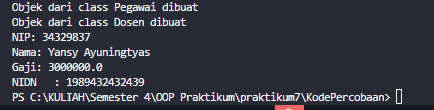 Objek dari class Pegawai dibuat
Objek dari class Dosen dibuat
NIP: 34329837
Nama: Yansy Ayuningtyas
Gaji: 3000000.0
NIDN   : 1989432432439
PS C:\KULIAH\Semester 4\OOP Praktikum\praktikum7\KodePercobaan>